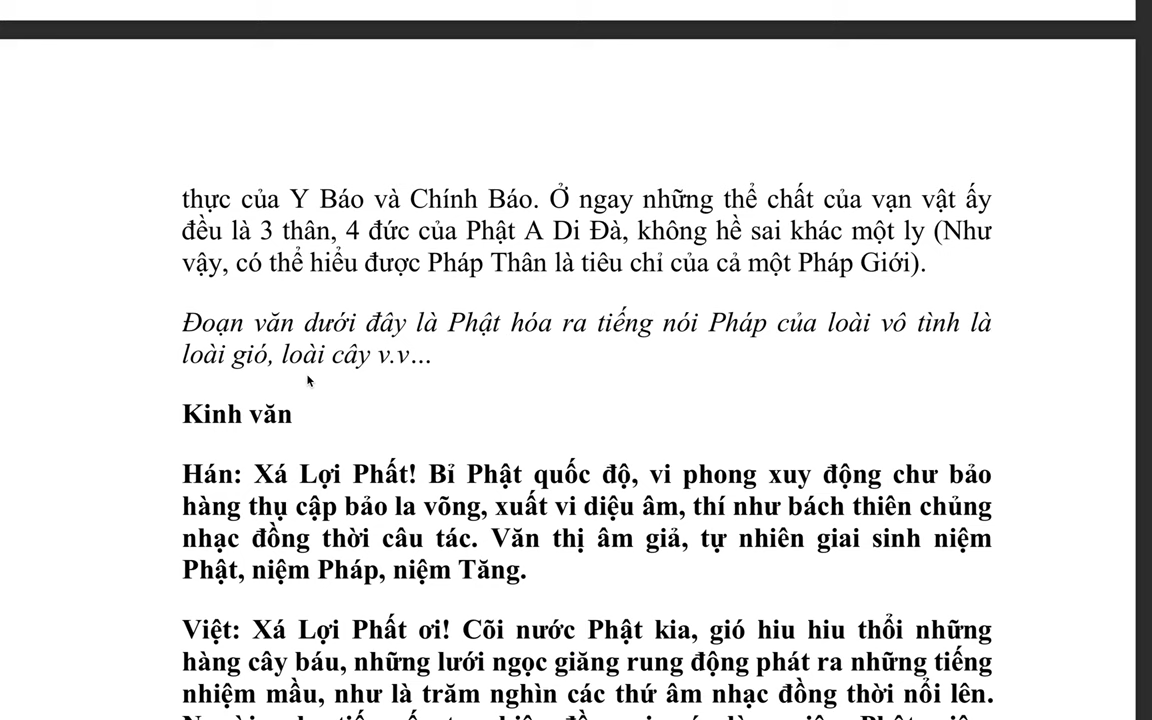 thực của Y Báo và Chính Báo. Ở ngay những thể chất của vạn vật ấy
đều là 3 thân, 4 đức của Phật A Di Đà, không hề sai khác một ly (Như
vậy, có thể hiểu được Pháp Thân là tiêu chỉ của cả một Pháp Giới).
Đoạn văn dưới đây là Phật hóa ra tiếng nói Pháp của loài vô tình là
loài gió, loài cây v.v...
Kinh văn
Hán: Xá Lợi Phất! Bỉ Phật quốc độ, vi phong xuy động chư bảo
hàng thụ cập bảo la võng, xuất vi diệu âm, thí như bách thiên chủng
nhạc đồng thời câu tác. Văn thị âm giả, tự nhiên giai sinh niệm
Phật, niệm Pháp, niệm Tăng.
Việt: Xá Lợi Phất ơi! Cõi nước Phật kia, gió hiu hiu thổi những
hàng cây báu, những lưới ngọc giăng rung động phát ra những tiếng
nhiệm mầu, như là trăm nghìn các thứ âm nhạc đồng thời nổi lên.